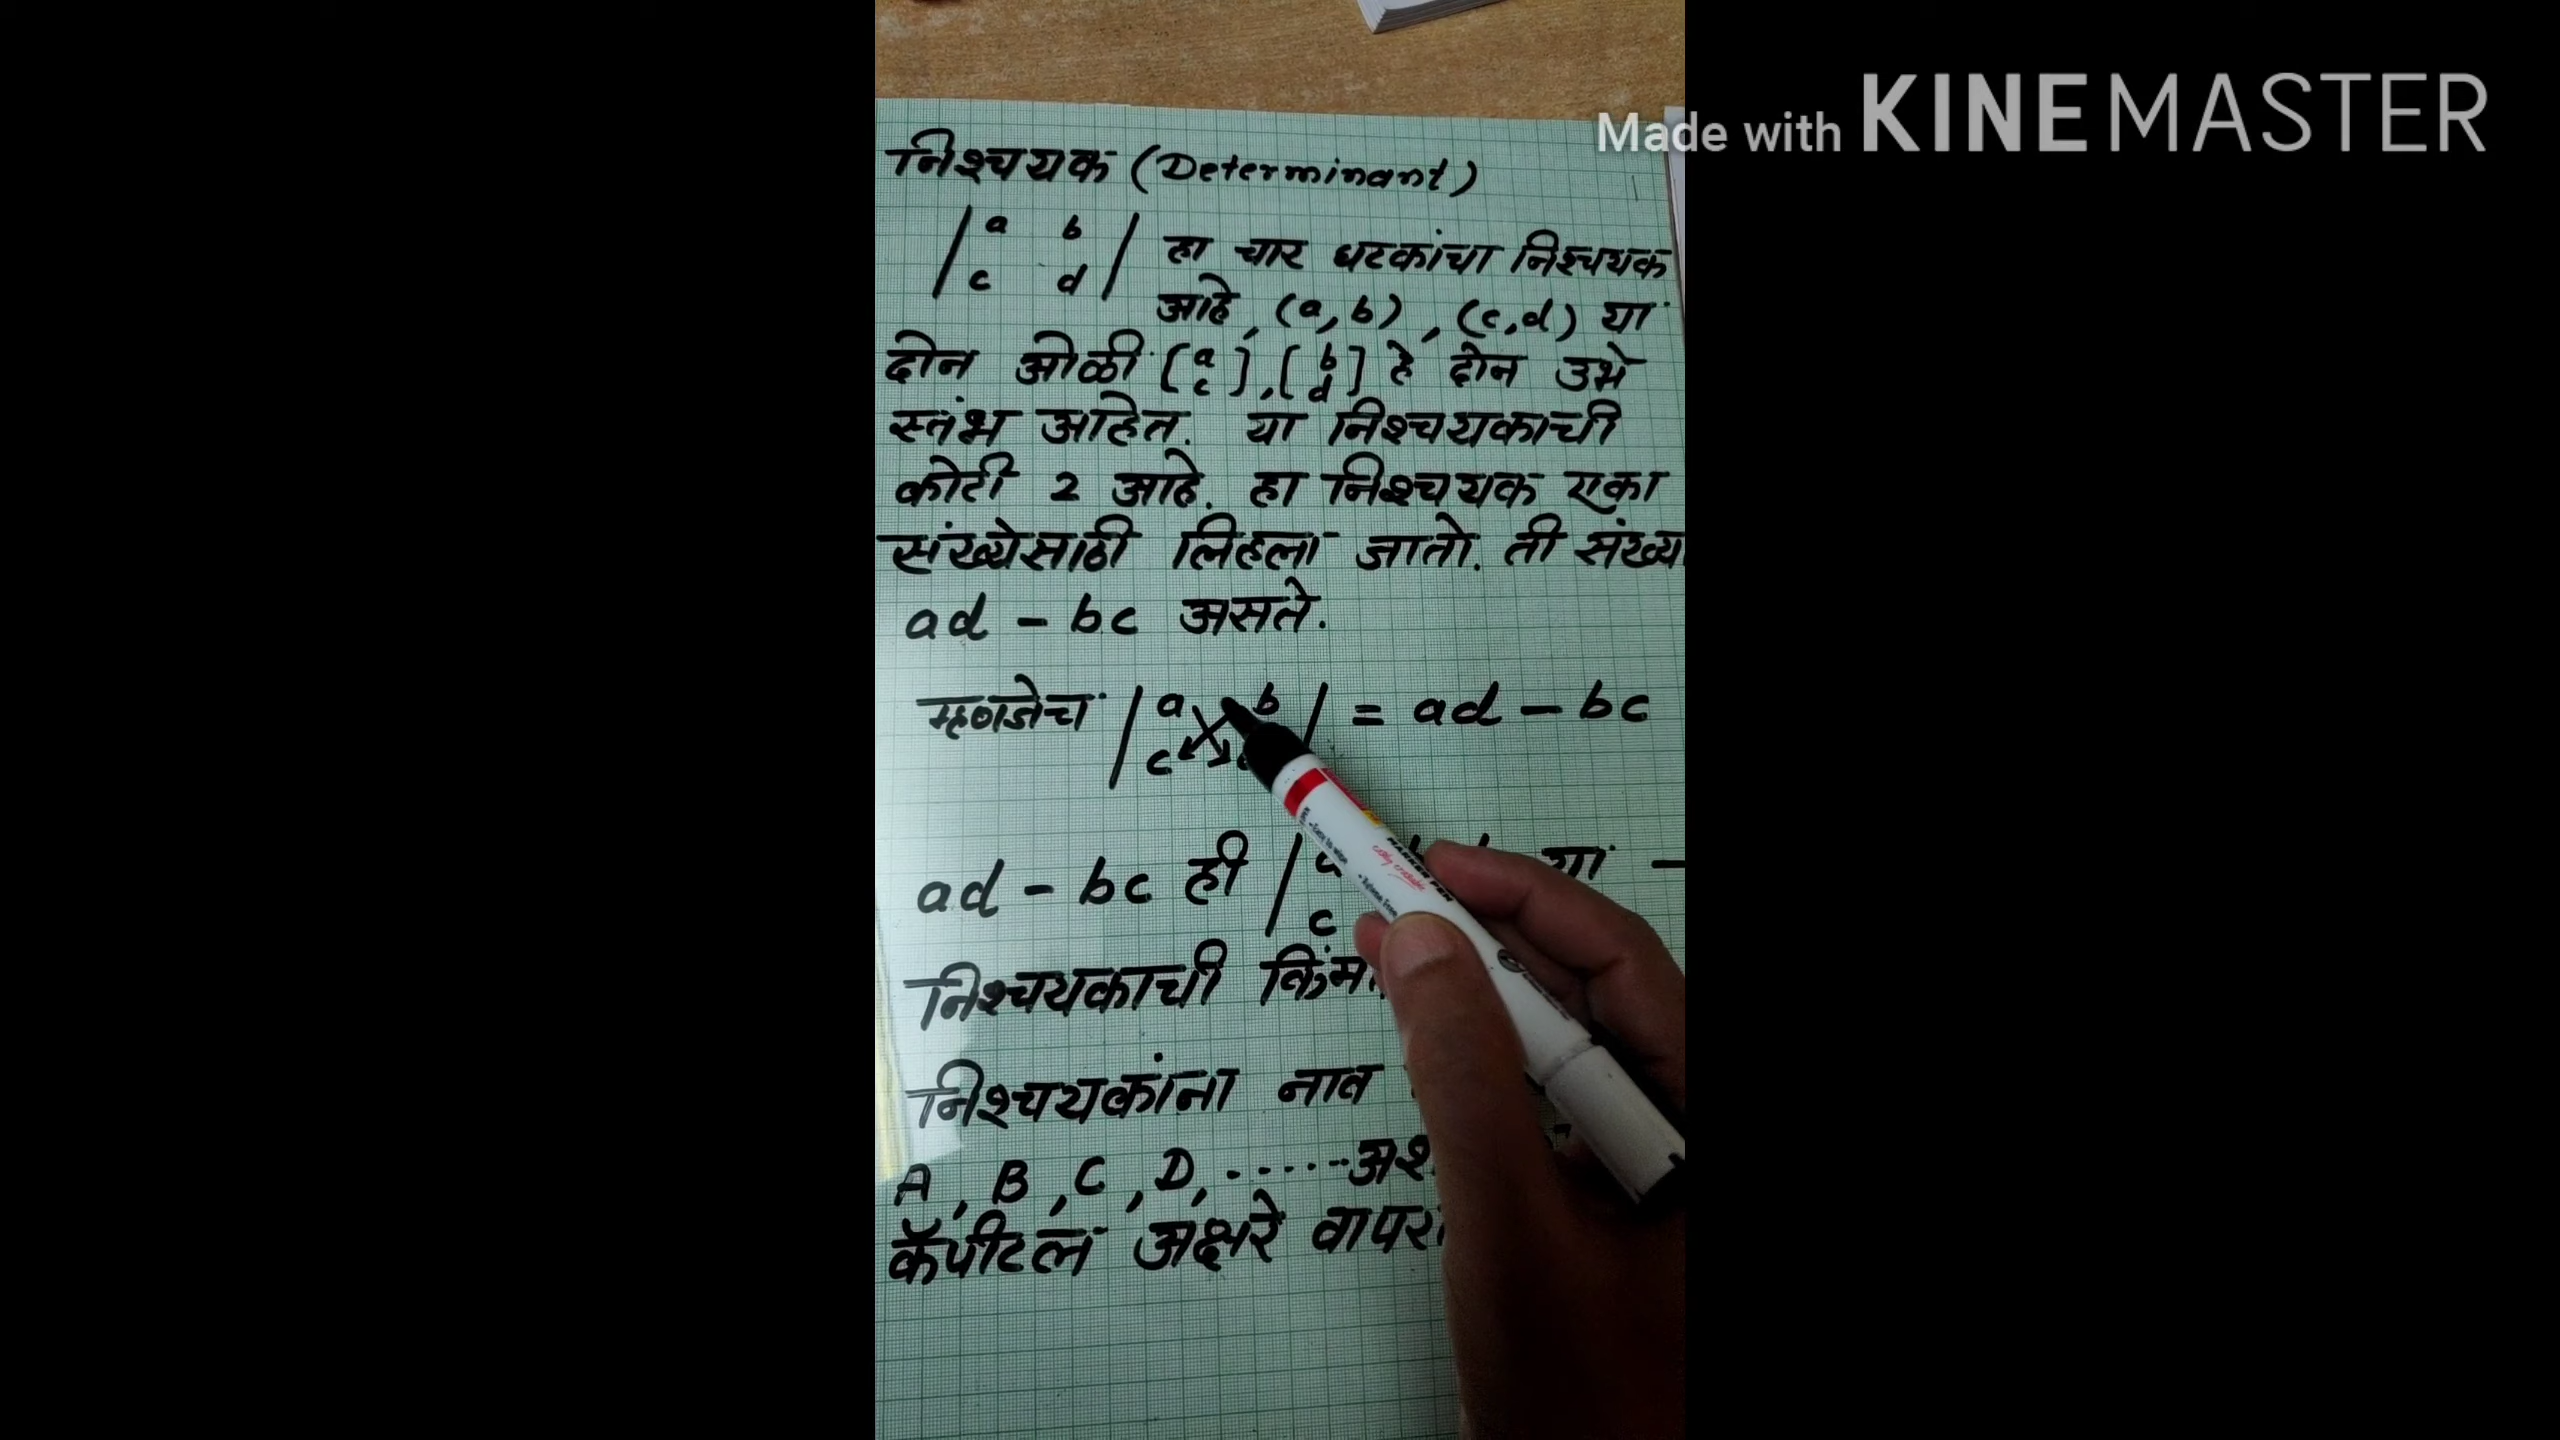 Made with KINEMASTER
निश्चयक (Determinant)
| a b | हा चार घटकांचा निश्चयक
| c d | आहे, (a, b), (c, d) या
दोन ओळी [a c], [b d] हे दोन उभे
स्तंभ आहेत. या निश्चयकाची
कोटी 2 आहे. हा निश्चयक एका
संख्येसाठी लिहला जातो. ती संख्या
ad - bc असते.
म्हणजेच | a b | = ad - bc
| c
ad - bc ही | या -
c
निश्चयकाची
निश्चयकांना नाव
A, B, C, D, ......
कॅपीटल अक्षरे